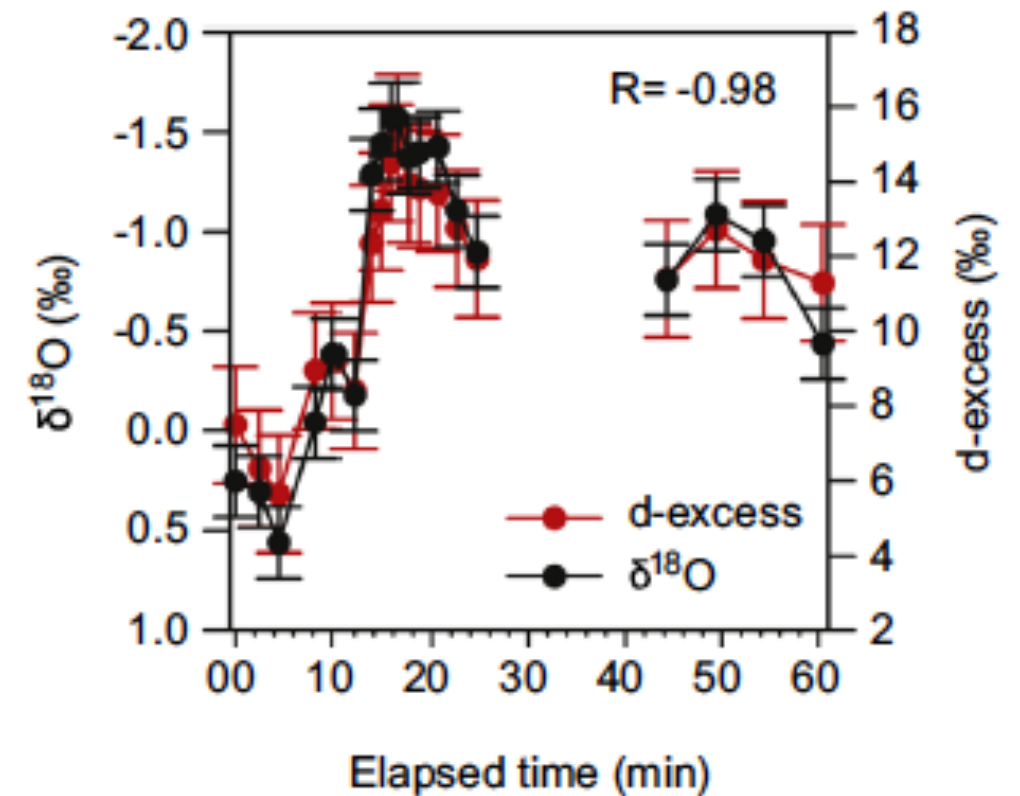 -2.0
-1.5
-1.0
-0.5
0.0
0.5
1.0
δ¹⁸O (‰)
18
16
14
12
10
8
6
4
2
d-excess (‰)
R= -0.98
d-excess
δ¹⁸O
00 10 20 30 40 50 60
Elapsed time (min)